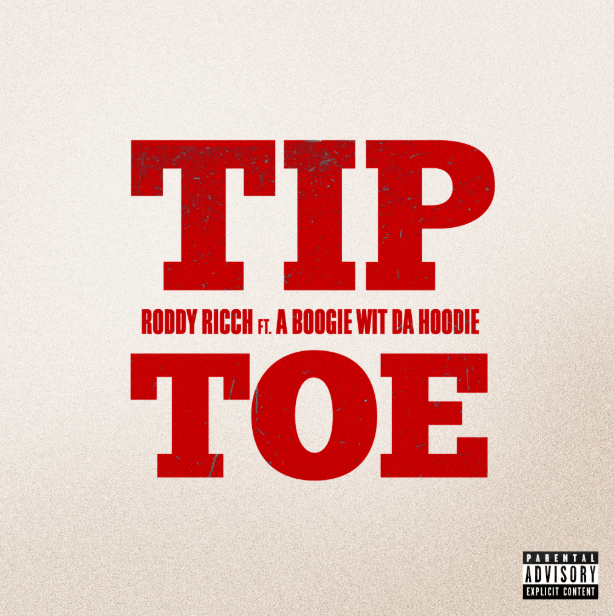 TIP
RODDY RICCH FT. A BOOGIE WIT DA HOODIE
TOE
PARENTAL
ADVISORY
EXPLICIT CONTENT